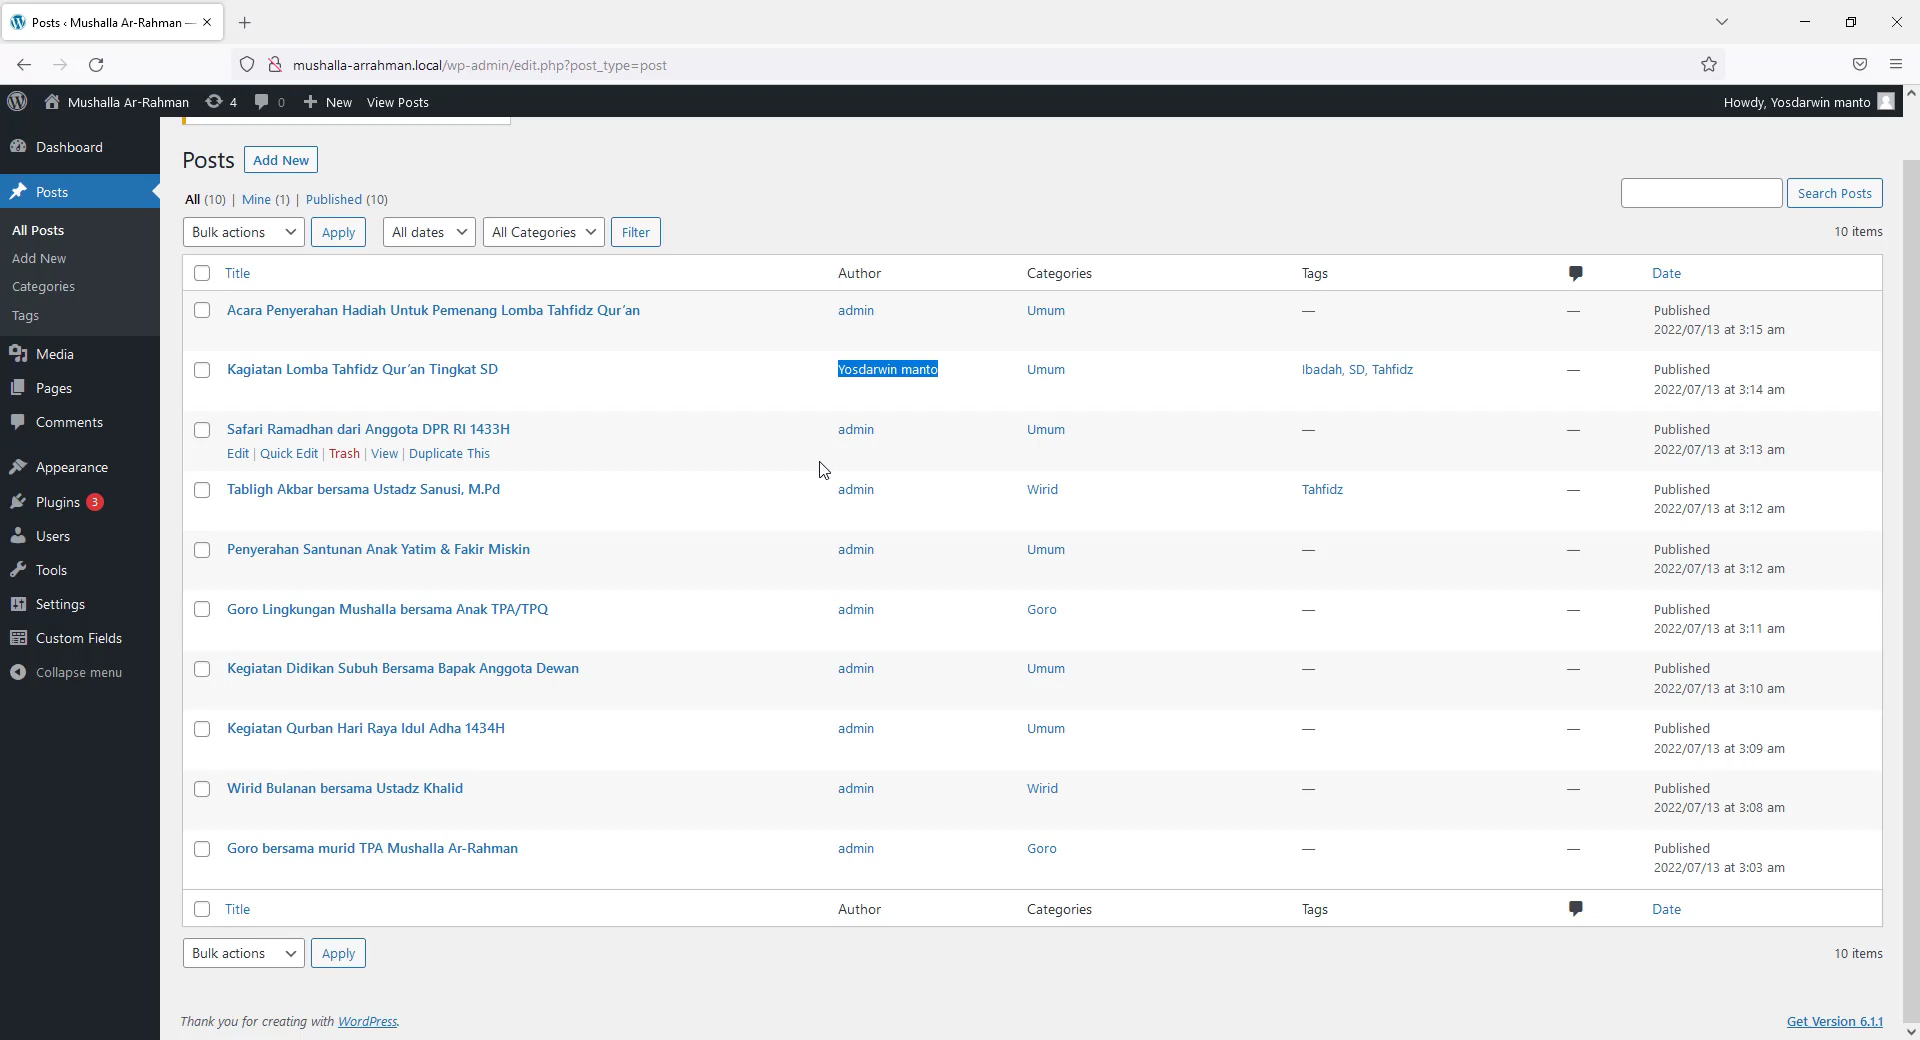 Posts ‹ Mushalla Ar-Rahman —
mushalla-arrahman.local/wp-admin/edit.php?post_type=post
Mushalla Ar-Rahman 4 0 New View Posts Howdy, Yosdarwin manto
Dashboard
Posts
All Posts
Add New
Categories
Tags
Media
Pages
Comments
Appearance
Plugins 3
Users
Tools
Settings
Custom Fields
Collapse menu
Posts Add New
All (10) | Mine (1) | Published (10)
Search Posts
Bulk actions Apply All dates All Categories Filter 10 items
Title Author Categories Tags Date
Acara Penyerahan Hadiah Untuk Pemenang Lomba Tahfidz Qur’an admin Umum — — Published
2022/07/13 at 3:15 am
Kagiatan Lomba Tahfidz Qur’an Tingkat SD Yosdarwin manto Umum Ibadah, SD, Tahfidz — Published
2022/07/13 at 3:14 am
Safari Ramadhan dari Anggota DPR RI 1433H admin Umum — — Published
Edit | Quick Edit | Trash | View | Duplicate This 2022/07/13 at 3:13 am
Tabligh Akbar bersama Ustadz Sanusi, M.Pd admin Wirid Tahfidz — Published
2022/07/13 at 3:12 am
Penyerahan Santunan Anak Yatim & Fakir Miskin admin Umum — — Published
2022/07/13 at 3:12 am
Goro Lingkungan Mushalla bersama Anak TPA/TPQ admin Goro — — Published
2022/07/13 at 3:11 am
Kegiatan Didikan Subuh Bersama Bapak Anggota Dewan admin Umum — — Published
2022/07/13 at 3:10 am
Kegiatan Qurban Hari Raya Idul Adha 1434H admin Umum — — Published
2022/07/13 at 3:09 am
Wirid Bulanan bersama Ustadz Khalid admin Wirid — — Published
2022/07/13 at 3:08 am
Goro bersama murid TPA Mushalla Ar-Rahman admin Goro — — Published
2022/07/13 at 3:03 am
Title Author Categories Tags Date
Bulk actions Apply 10 items
Thank you for creating with WordPress. Get Version 6.1.1